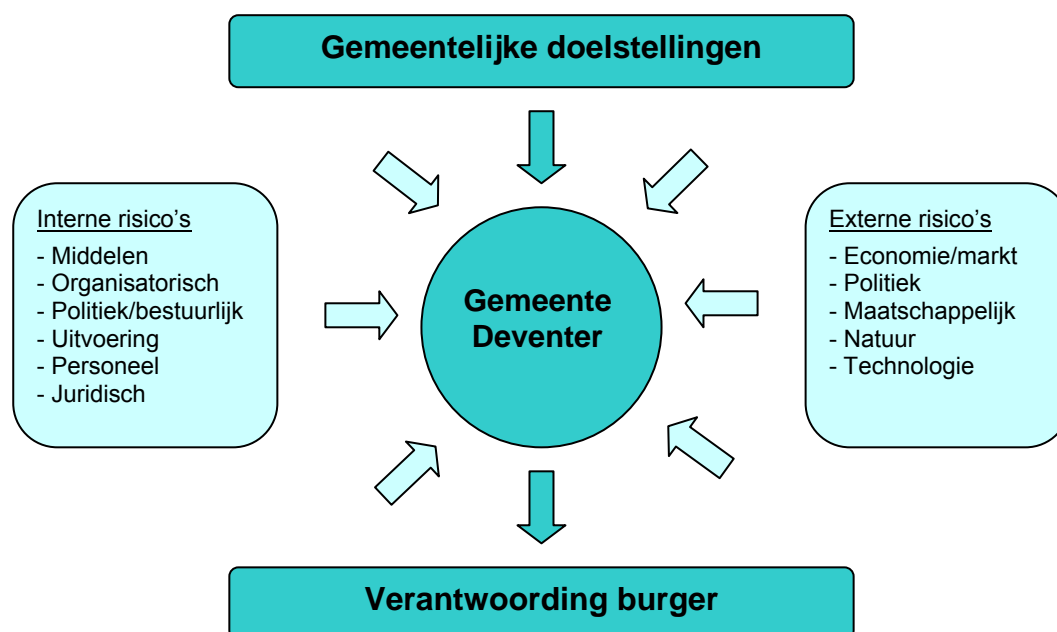 Gemeentelijke doelstellingen
Interne risico's
- Middelen
- Organisatorisch
- Politiek/bestuurlijk
- Uitvoering
- Personeel
- Juridisch
Gemeente
Deventer
Externe risico's
- Economie/markt
- Politiek
- Maatschappelijk
- Natuur
- Technologie
Verantwoording burger